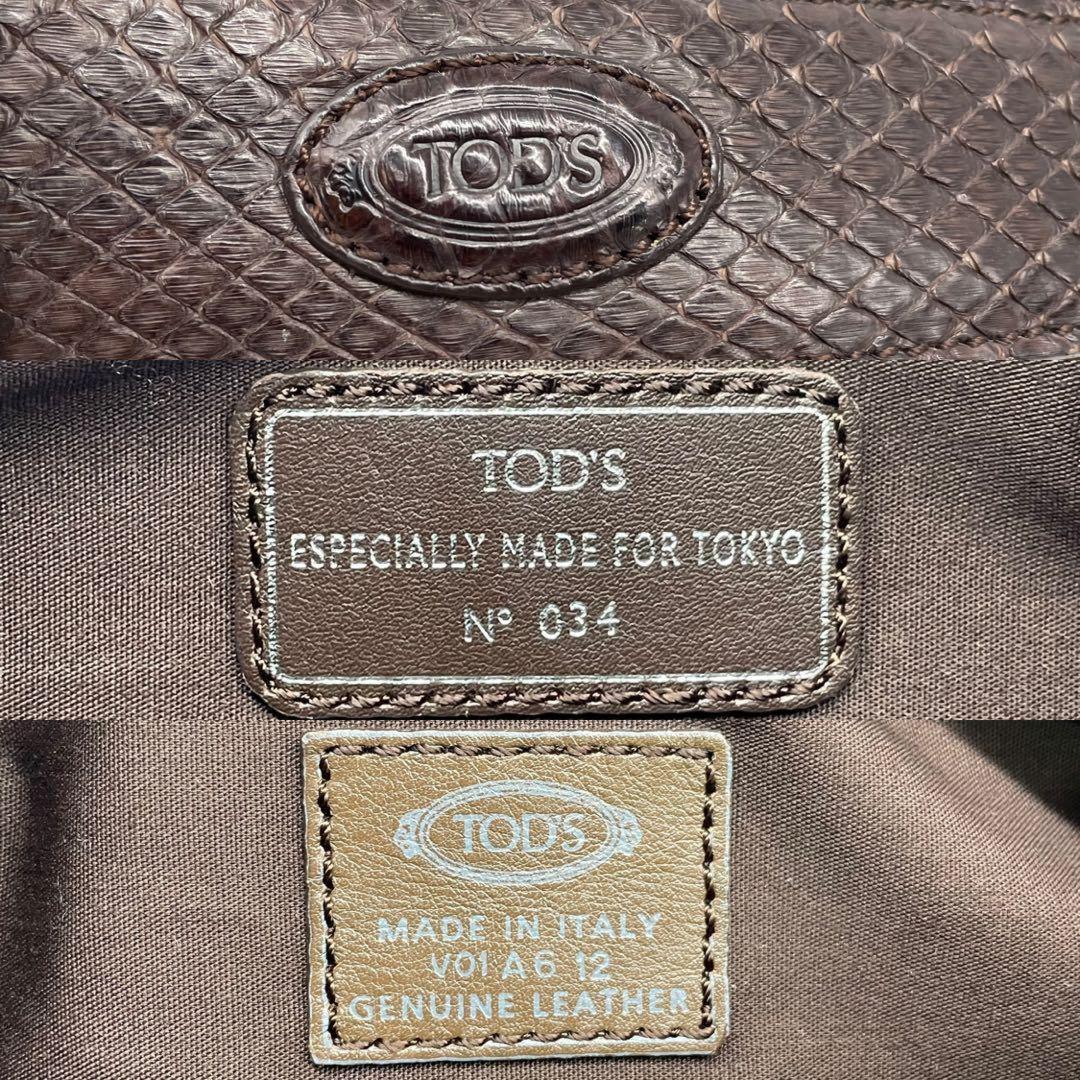 TOD'S
TOD'S
ESPECIALLY MADE FOR TOKYO
Nº 034
TOD'S
MADE IN ITALY
V01 A6 12
GENUINE LEATHER